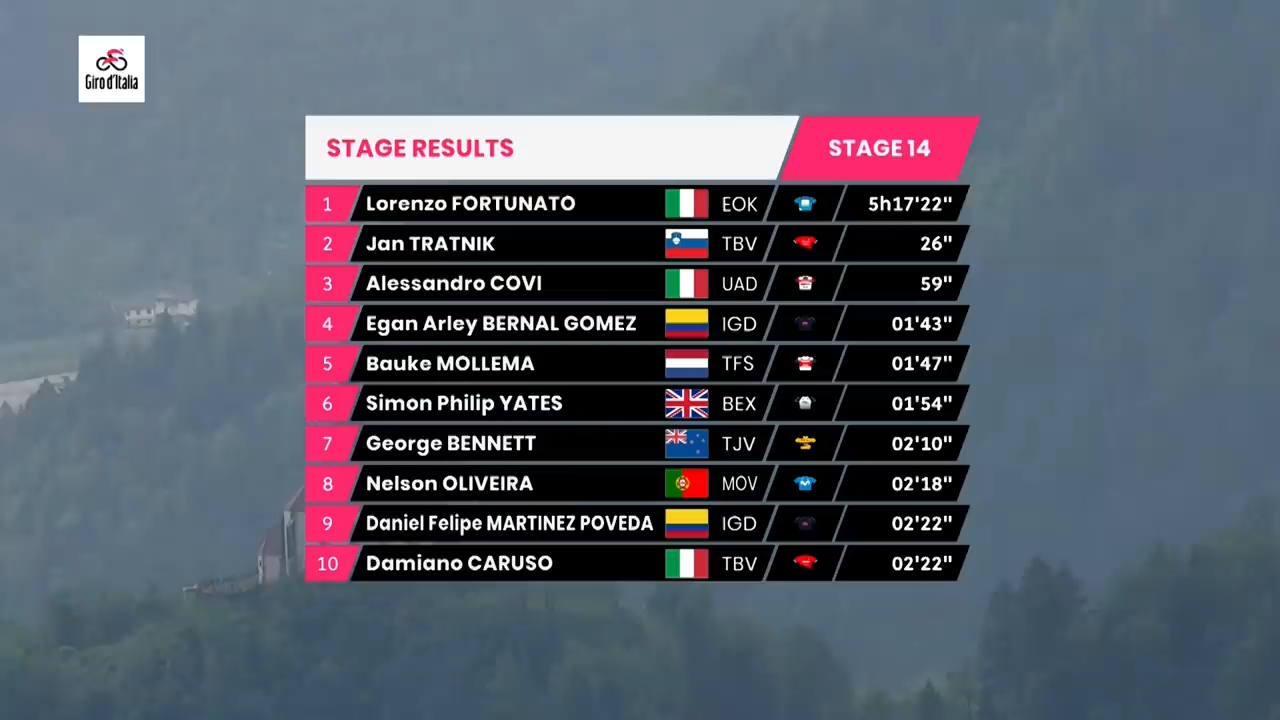 Giro d'Italia
STAGE RESULTS STAGE 14
1 Lorenzo FORTUNATO EOK 5h17'22"
2 Jan TRATNIK TBV 26"
3 Alessandro COVI UAD 59"
4 Egan Arley BERNAL GOMEZ IGD 01'43"
5 Bauke MOLLEMA TFS 01'47"
6 Simon Philip YATES BEX 01'54"
7 George BENNETT TJV 02'10"
8 Nelson OLIVEIRA MOV 02'18"
9 Daniel Felipe MARTINEZ POVEDA IGD 02'22"
10 Damiano CARUSO TBV 02'22"